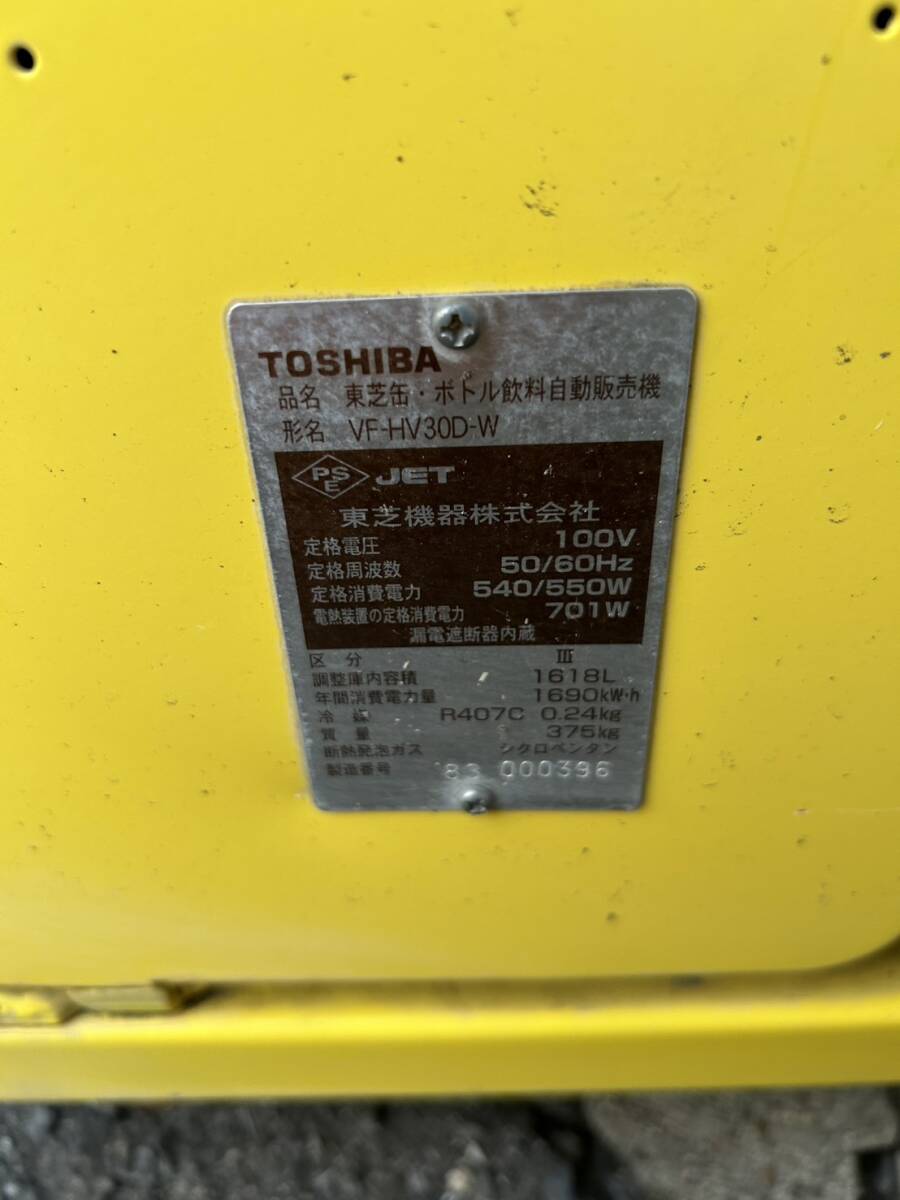 TOSHIBA
品名 東芝缶・ボトル飲料自動販売機
形名 VF-HV30D-W
PSE JET
東芝機器株式会社
定格電圧 100V
定格周波数 50/60Hz
定格消費電力 540/550W
電熱装置の定格消費電力 701W
漏電遮断器内蔵
区分 III
調整庫内容積 1618L
年間消費電力量 1690kW・h
冷媒 R407C 0.24kg
質量 375kg
断熱発泡ガス シクロペンタン
製造番号 83 000396